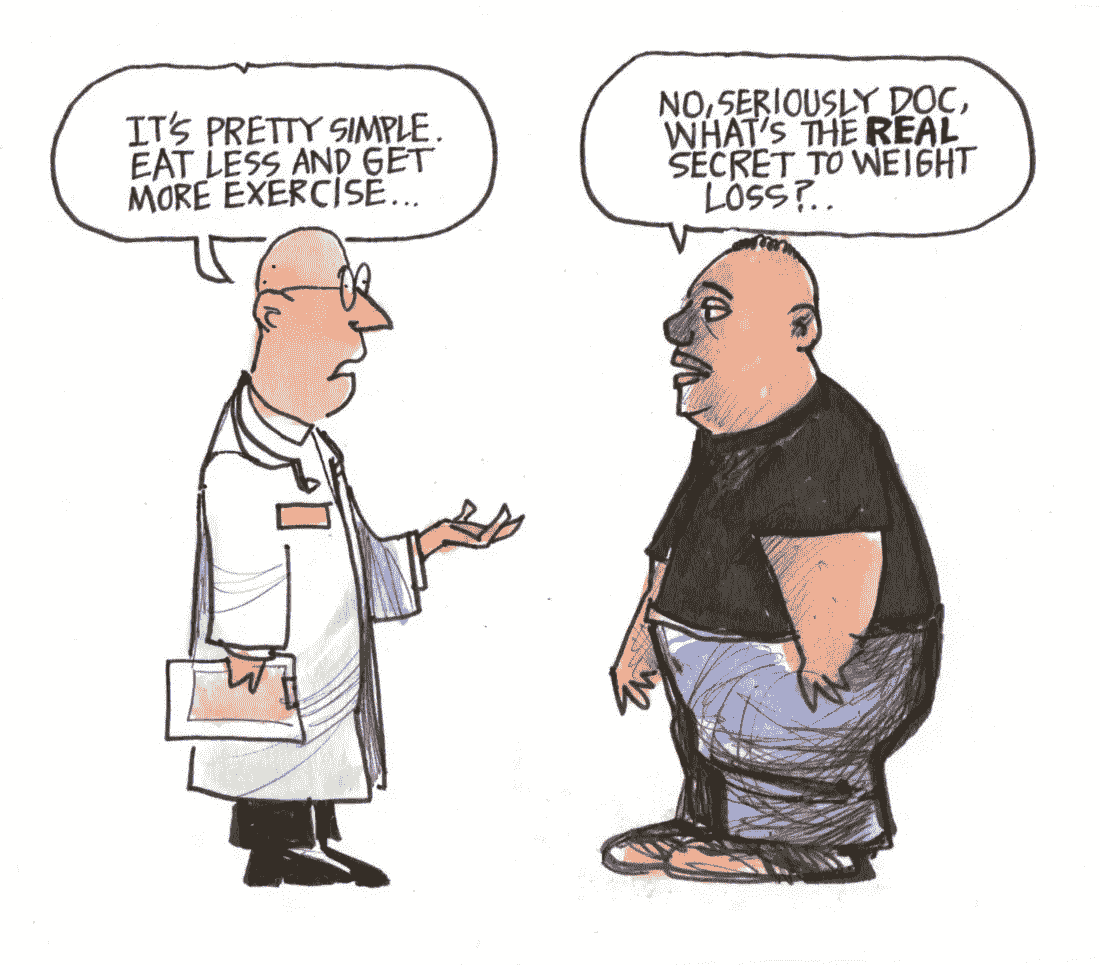 IT'S PRETTY SIMPLE.
EAT LESS AND GET
MORE EXERCISE...
NO, SERIOUSLY DOC,
WHAT'S THE REAL
SECRET TO WEIGHT
LOSS?..